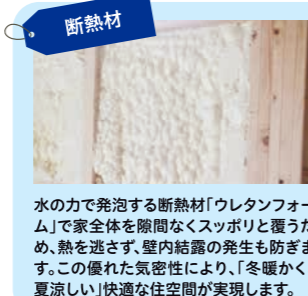 断熱材
水の力で発泡する断熱材「ウレタンフォー
ム」で家全体を隙間なくスッポリと覆うた
め、熱を逃さず、壁内結露の発生も防ぎま
す。この優れた気密性により、「冬暖かく
夏涼しい」快適な住空間が実現します。